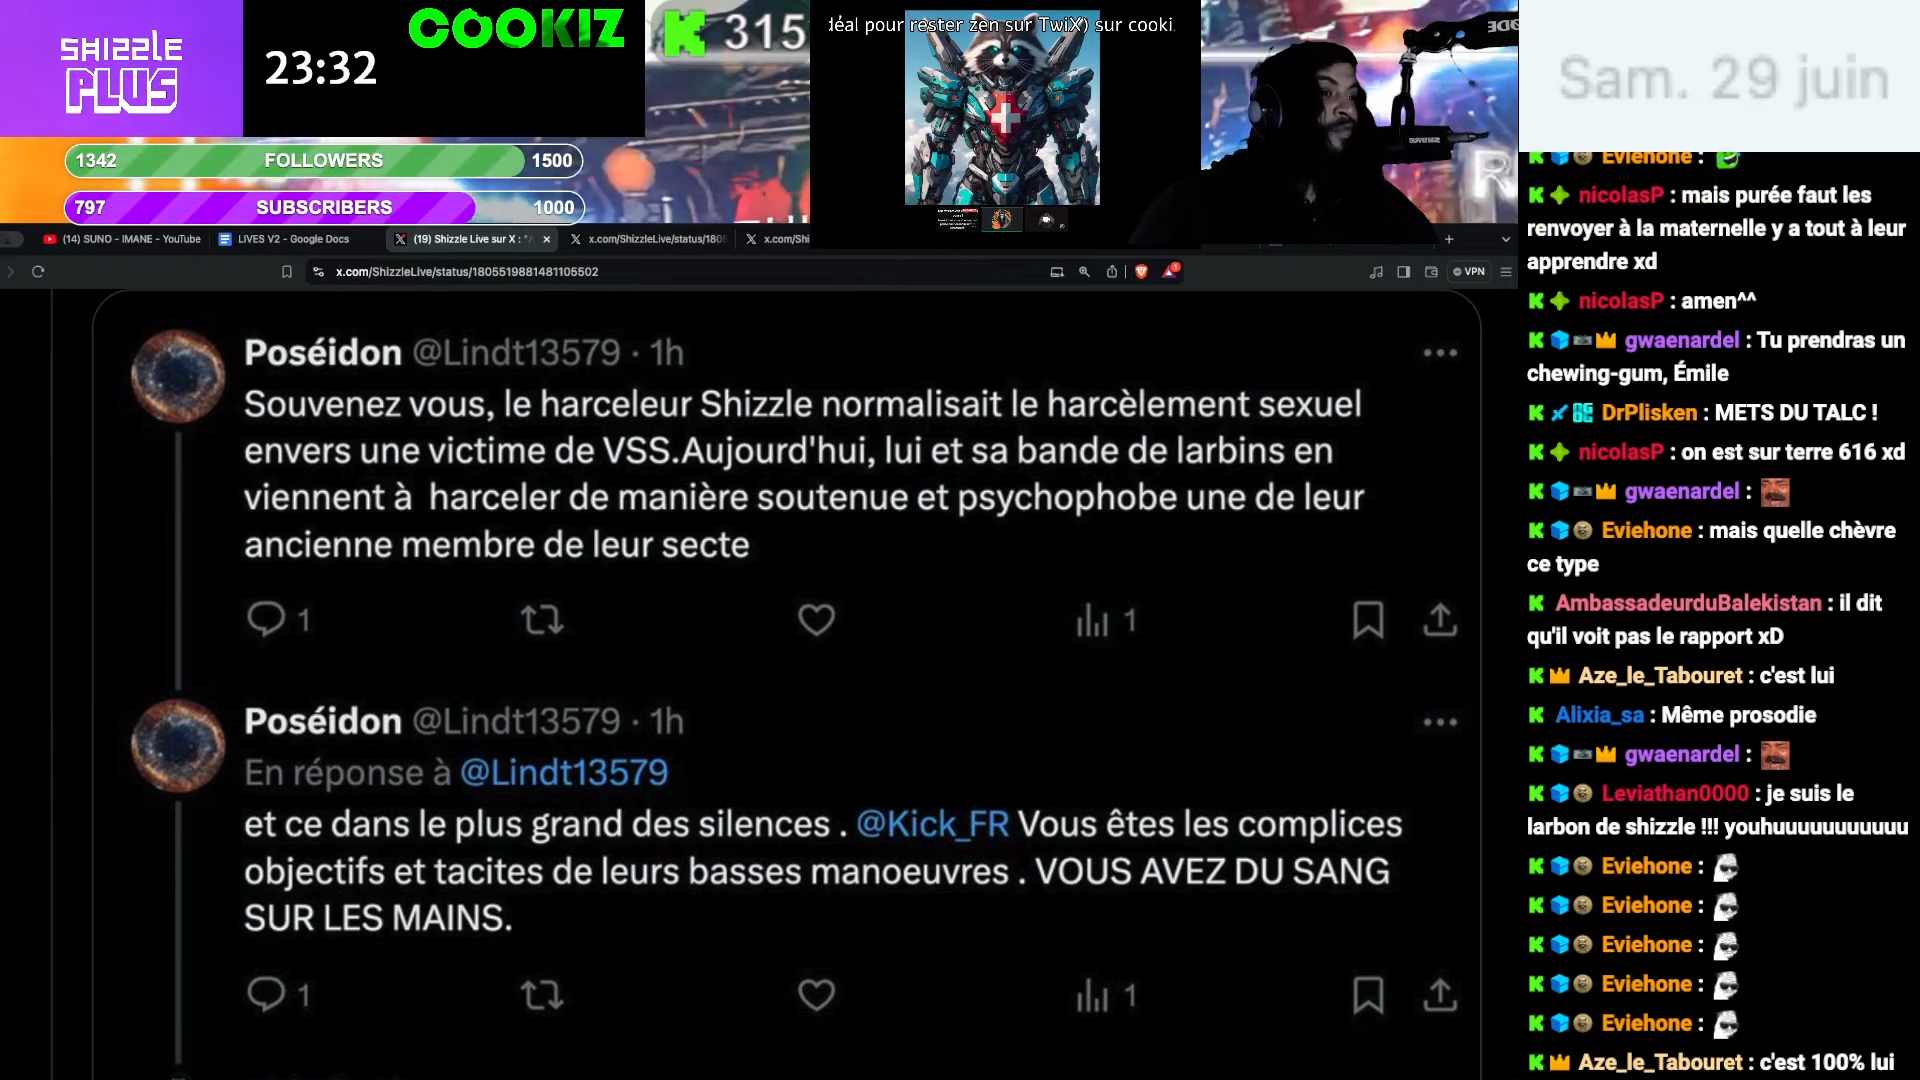 SHIZZLE
PLUS
23:32
COOKIZ
315
déal pour rester zen sur TwiX) sur cooki.
Sam. 29 juin
1342 FOLLOWERS 1500
797 SUBSCRIBERS 1000
(14) SUNO - IMANE - YouTube
LIVES V2 - Google Docs
(19) Shizzle Live sur X : "
x.com/ShizzleLive/status/180
x.com/Shi
x.com/ShizzleLive/status/1805519881481105502
VPN
Poséidon @Lindt13579 · 1h
Souvenez vous, le harceleur Shizzle normalisait le harcèlement sexuel
envers une victime de VSS.Aujourd'hui, lui et sa bande de larbins en
viennent à harceler de manière soutenue et psychophobe une de leur
ancienne membre de leur secte
1
1
Poséidon @Lindt13579 · 1h
En réponse à @Lindt13579
et ce dans le plus grand des silences . @Kick_FR Vous êtes les complices
objectifs et tacites de leurs basses manoeuvres . VOUS AVEZ DU SANG
SUR LES MAINS.
1
1
Eviehone :
nicolasP : mais purée faut les
renvoyer à la maternelle y a tout à leur
apprendre xd
nicolasP : amen^^
gwaenardel : Tu prendras un
chewing-gum, Émile
DrPlisken : METS DU TALC !
nicolasP : on est sur terre 616 xd
gwaenardel :
Eviehone : mais quelle chèvre
ce type
AmbassadeurduBalekistan : il dit
qu'il voit pas le rapport xD
Aze_le_Tabouret : c'est lui
Alixia_sa : Même prosodie
gwaenardel :
Leviathan0000 : je suis le
larbon de shizzle !!! youhuuuuuuuuuuu
Eviehone :
Eviehone :
Eviehone :
Eviehone :
Eviehone :
Aze_le_Tabouret : c'est 100% lui